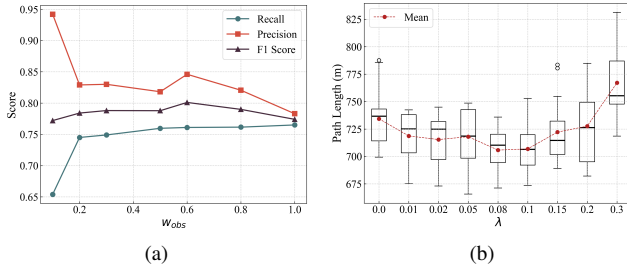 0.95
0.90
0.85
0.80
0.75
0.70
0.65
Score
Recall
Precision
F1 Score
0.2 0.4 0.6 0.8 1.0
w_obs
(a)
825
800
775
750
725
700
675
Path Length (m)
Mean
0.0 0.01 0.02 0.05 0.08 0.1 0.15 0.2 0.3
λ
(b)